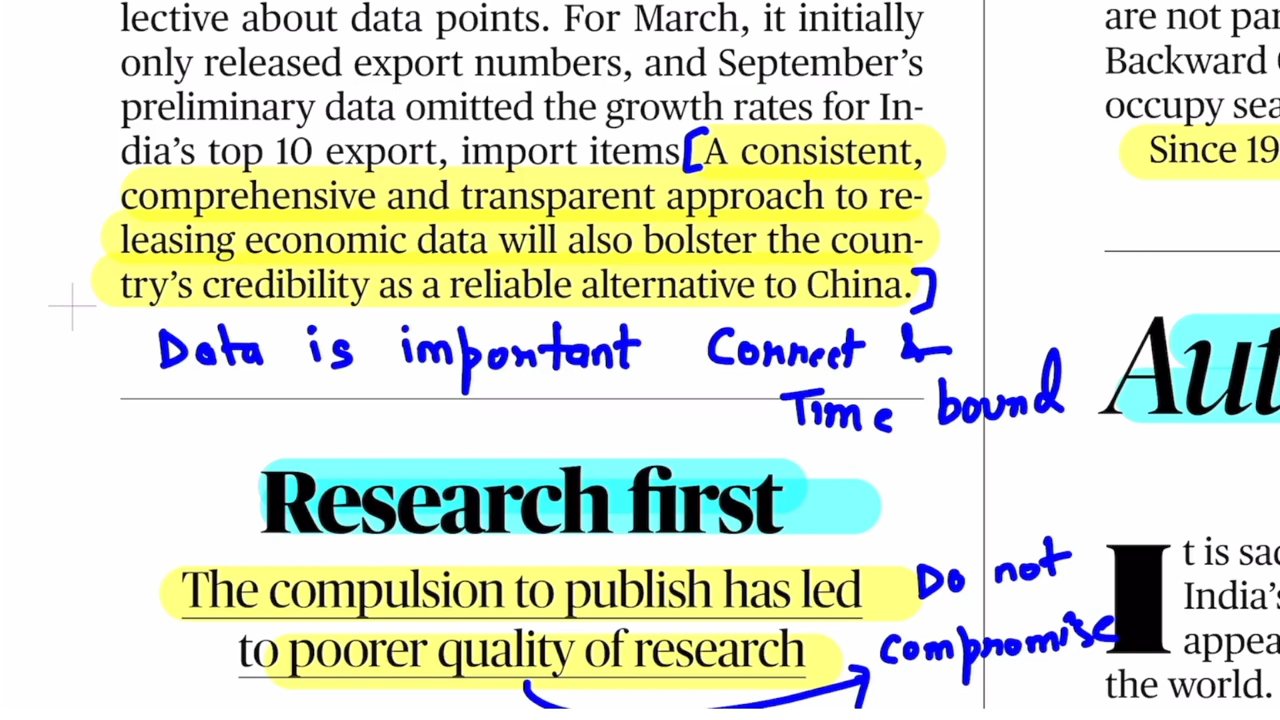 lective about data points. For March, it initially
only released export numbers, and September's
preliminary data omitted the growth rates for In-
dia's top 10 export, import items[A consistent,
comprehensive and transparent approach to re-
leasing economic data will also bolster the coun-
try's credibility as a reliable alternative to China.]
Data is important Connect &
Time bound
Research first
The compulsion to publish has led
to poorer quality of research
Do not
compromise
are not par
Backward
occupy sea
Since 19
Aut
It is sad
India's
appea
the world.